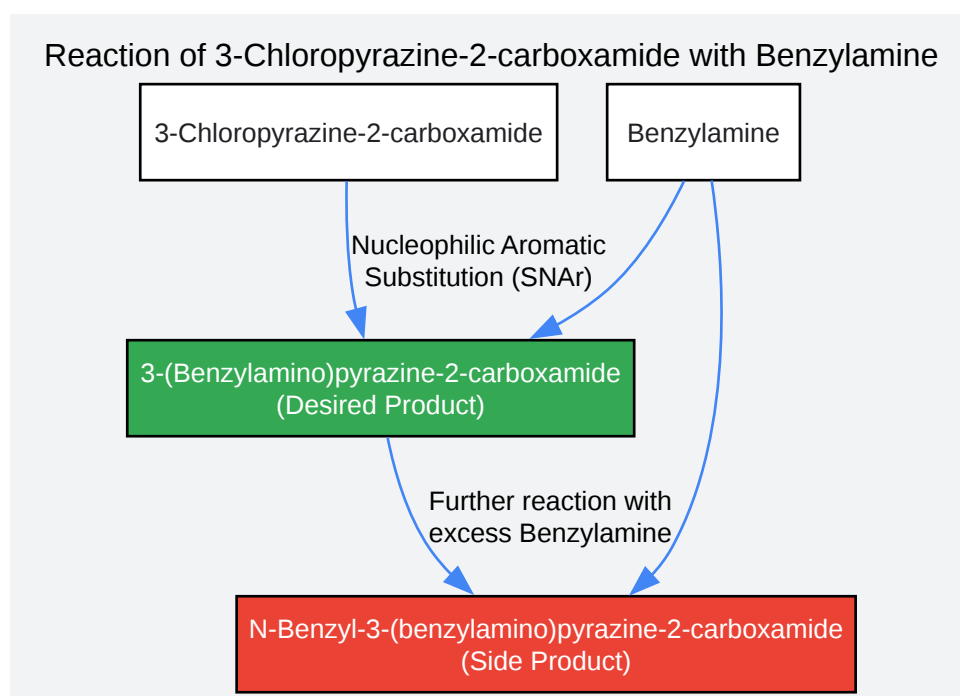 Reaction of 3-Chloropyrazine-2-carboxamide with Benzylamine
3-Chloropyrazine-2-carboxamide
Benzylamine
Nucleophilic Aromatic
Substitution (SNAr)
3-(Benzylamino)pyrazine-2-carboxamide
(Desired Product)
Further reaction with
excess Benzylamine
N-Benzyl-3-(benzylamino)pyrazine-2-carboxamide
(Side Product)